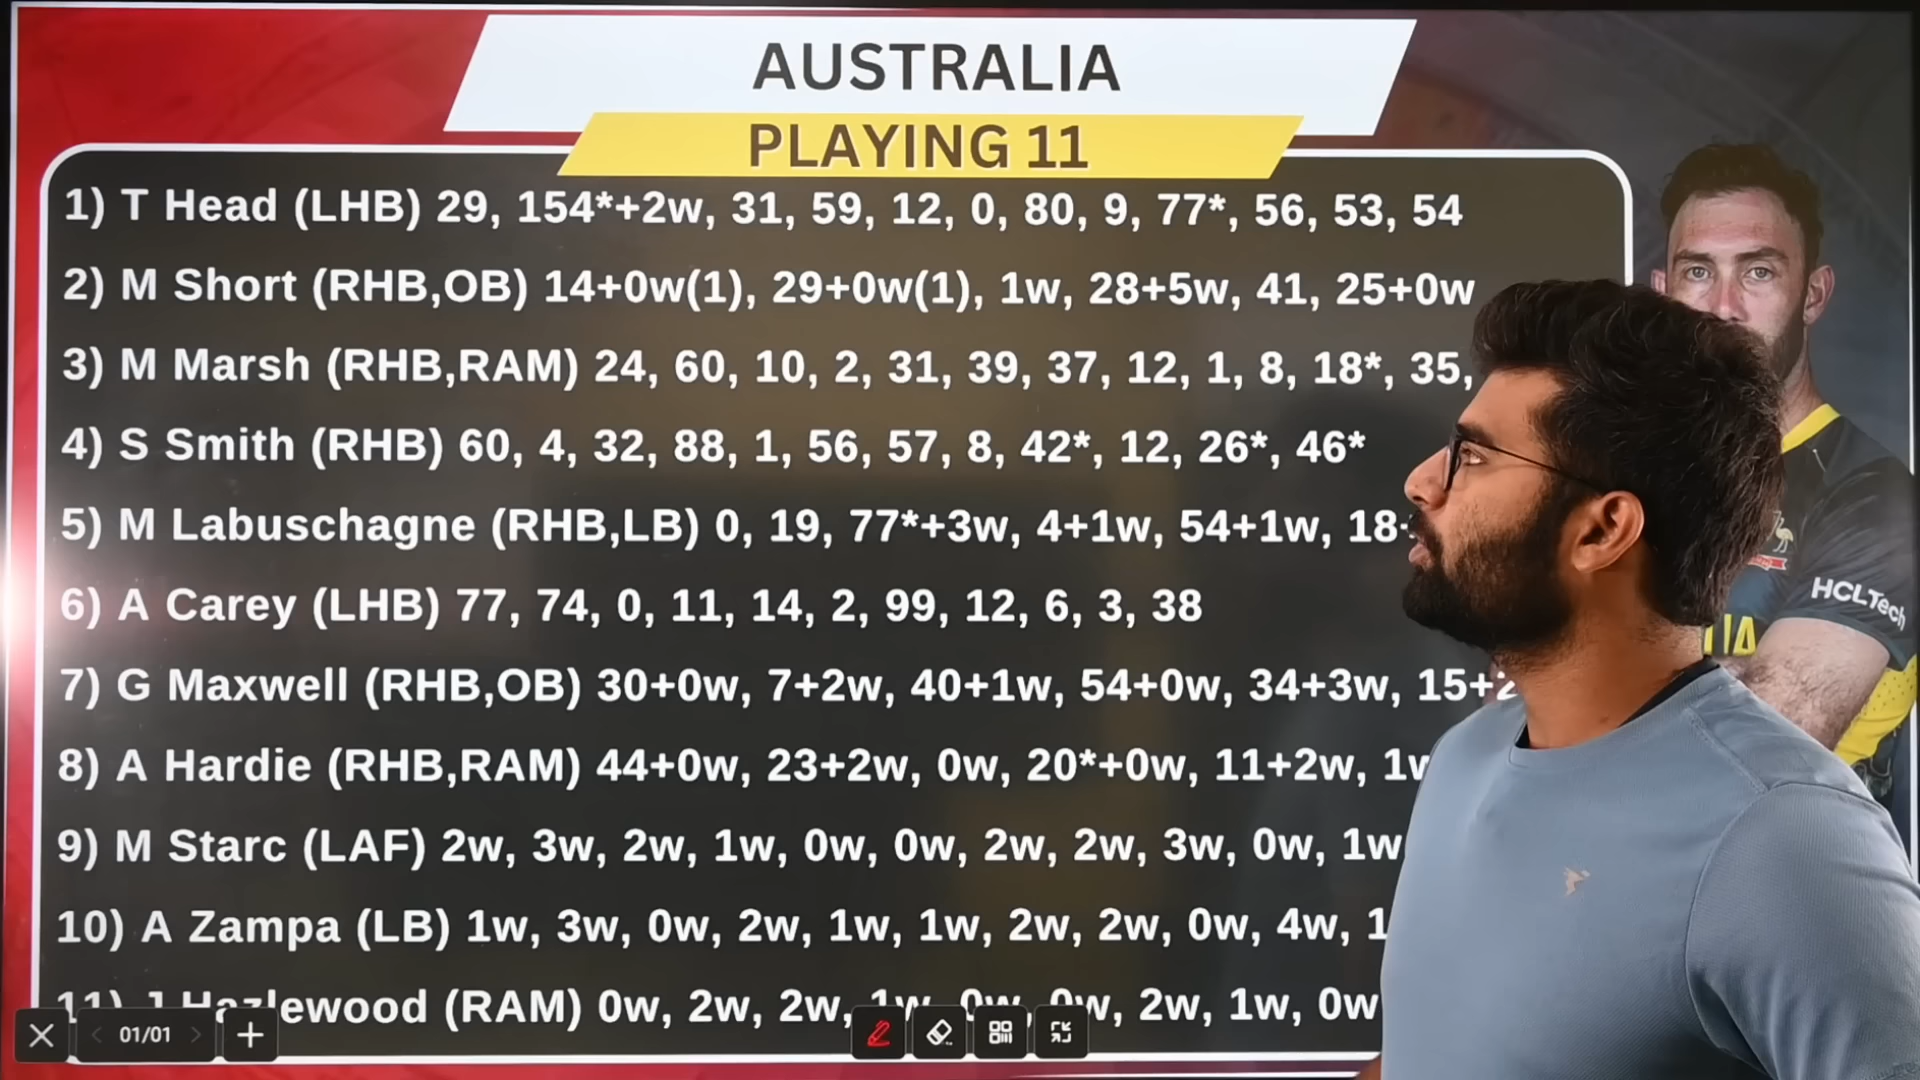 AUSTRALIA
PLAYING 11
1) T Head (LHB) 29, 154*+2w, 31, 59, 12, 0, 80, 9, 77*, 56, 53, 54
2) M Short (RHB,OB) 14+0w(1), 29+0w(1), 1w, 28+5w, 41, 25+0w
3) M Marsh (RHB,RAM) 24, 60, 10, 2, 31, 39, 37, 12, 1, 8, 18*, 35,
4) S Smith (RHB) 60, 4, 32, 88, 1, 56, 57, 8, 42*, 12, 26*, 46*
5) M Labuschagne (RHB,LB) 0, 19, 77*+3w, 4+1w, 54+1w, 18
6) A Carey (LHB) 77, 74, 0, 11, 14, 2, 99, 12, 6, 3, 38
7) G Maxwell (RHB,OB) 30+0w, 7+2w, 40+1w, 54+0w, 34+3w, 15+2
HCLTech
8) A Hardie (RHB,RAM) 44+0w, 23+2w, 0w, 20*+0w, 11+2w, 1w
9) M Starc (LAF) 2w, 3w, 2w, 1w, 0w, 0w, 2w, 2w, 3w, 0w, 1w
10) A Zampa (LB) 1w, 3w, 0w, 2w, 1w, 1w, 2w, 2w, 0w, 4w, 1
11) J Hazlewood (RAM) 0w, 2w, 2w, 1w, 0w, 0w, 2w, 1w, 0w
01/01